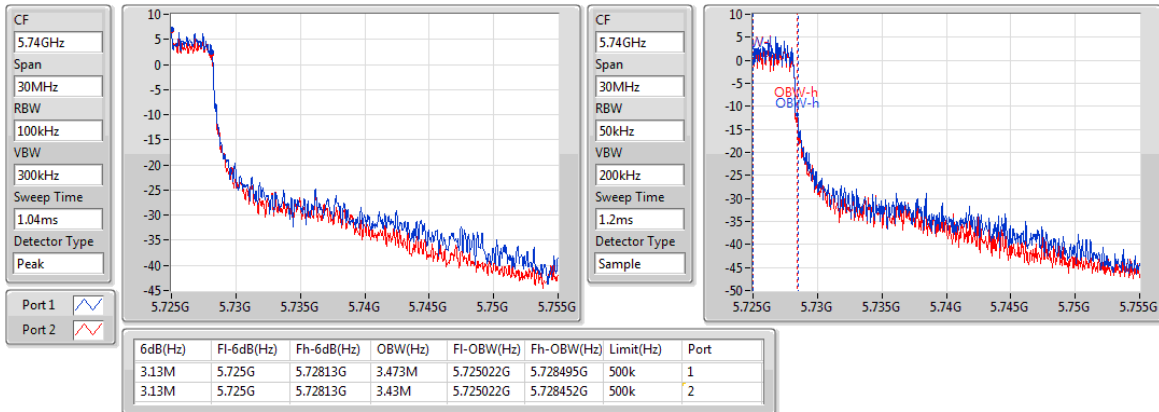 CF
5.74GHz
Span
30MHz
RBW
100kHz
VBW
300kHz
Sweep Time
1.04ms
Detector Type
Peak
Port 1
Port 2
10
5
0
-5
-10
-15
-20
-25
-30
-35
-40
-45
5.725G 5.73G 5.735G 5.74G 5.745G 5.75G 5.755G
CF
5.74GHz
Span
30MHz
RBW
50kHz
VBW
200kHz
Sweep Time
1.2ms
Detector Type
Sample
10
5
0
-5
-10
-15
-20
-25
-30
-35
-40
-45
-50
OBW-h
OBW-h
5.725G 5.73G 5.735G 5.74G 5.745G 5.75G 5.755G
6dB(Hz) Fl-6dB(Hz) Fh-6dB(Hz) OBW(Hz) Fl-OBW(Hz) Fh-OBW(Hz) Limit(Hz) Port
3.13M 5.725G 5.72813G 3.473M 5.725022G 5.728495G 500k 1
3.13M 5.725G 5.72813G 3.43M 5.725022G 5.728452G 500k 2